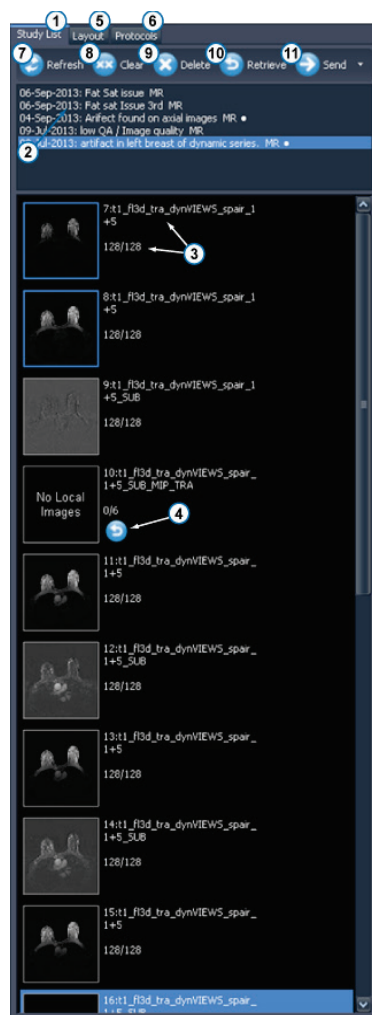 1 5 6
Study List Layout Protocols
7 8 9 10 11
Refresh Clear Delete Retrieve Send
06-Sep-2013: Fat Sat issue MR
06-Sep-2013: Fat sat Issue 3rd MR
04-Sep-2013: Arifect found on axial images MR •
09-Jul-2013: low QA / Image quality MR
2 Jul-2013: artifact in left breast of dynamic series. MR •
7:t1_fl3d_tra_dynVIEWS_spair_1
+5
3
128/128
8:t1_fl3d_tra_dynVIEWS_spair_1
+5
128/128
9:t1_fl3d_tra_dynVIEWS_spair_1
+5_SUB
128/128
No Local
Images
10:t1_fl3d_tra_dynVIEWS_spair_
1+5_SUB_MIP_TRA
0/6
4
11:t1_fl3d_tra_dynVIEWS_spair_
1+5
128/128
12:t1_fl3d_tra_dynVIEWS_spair_
1+5_SUB
128/128
13:t1_fl3d_tra_dynVIEWS_spair_
1+5
128/128
14:t1_fl3d_tra_dynVIEWS_spair_
1+5_SUB
128/128
15:t1_fl3d_tra_dynVIEWS_spair_
1+5
128/128
16:t1_fl3d_tra_dynVIEWS_spair_
1+5_SUB